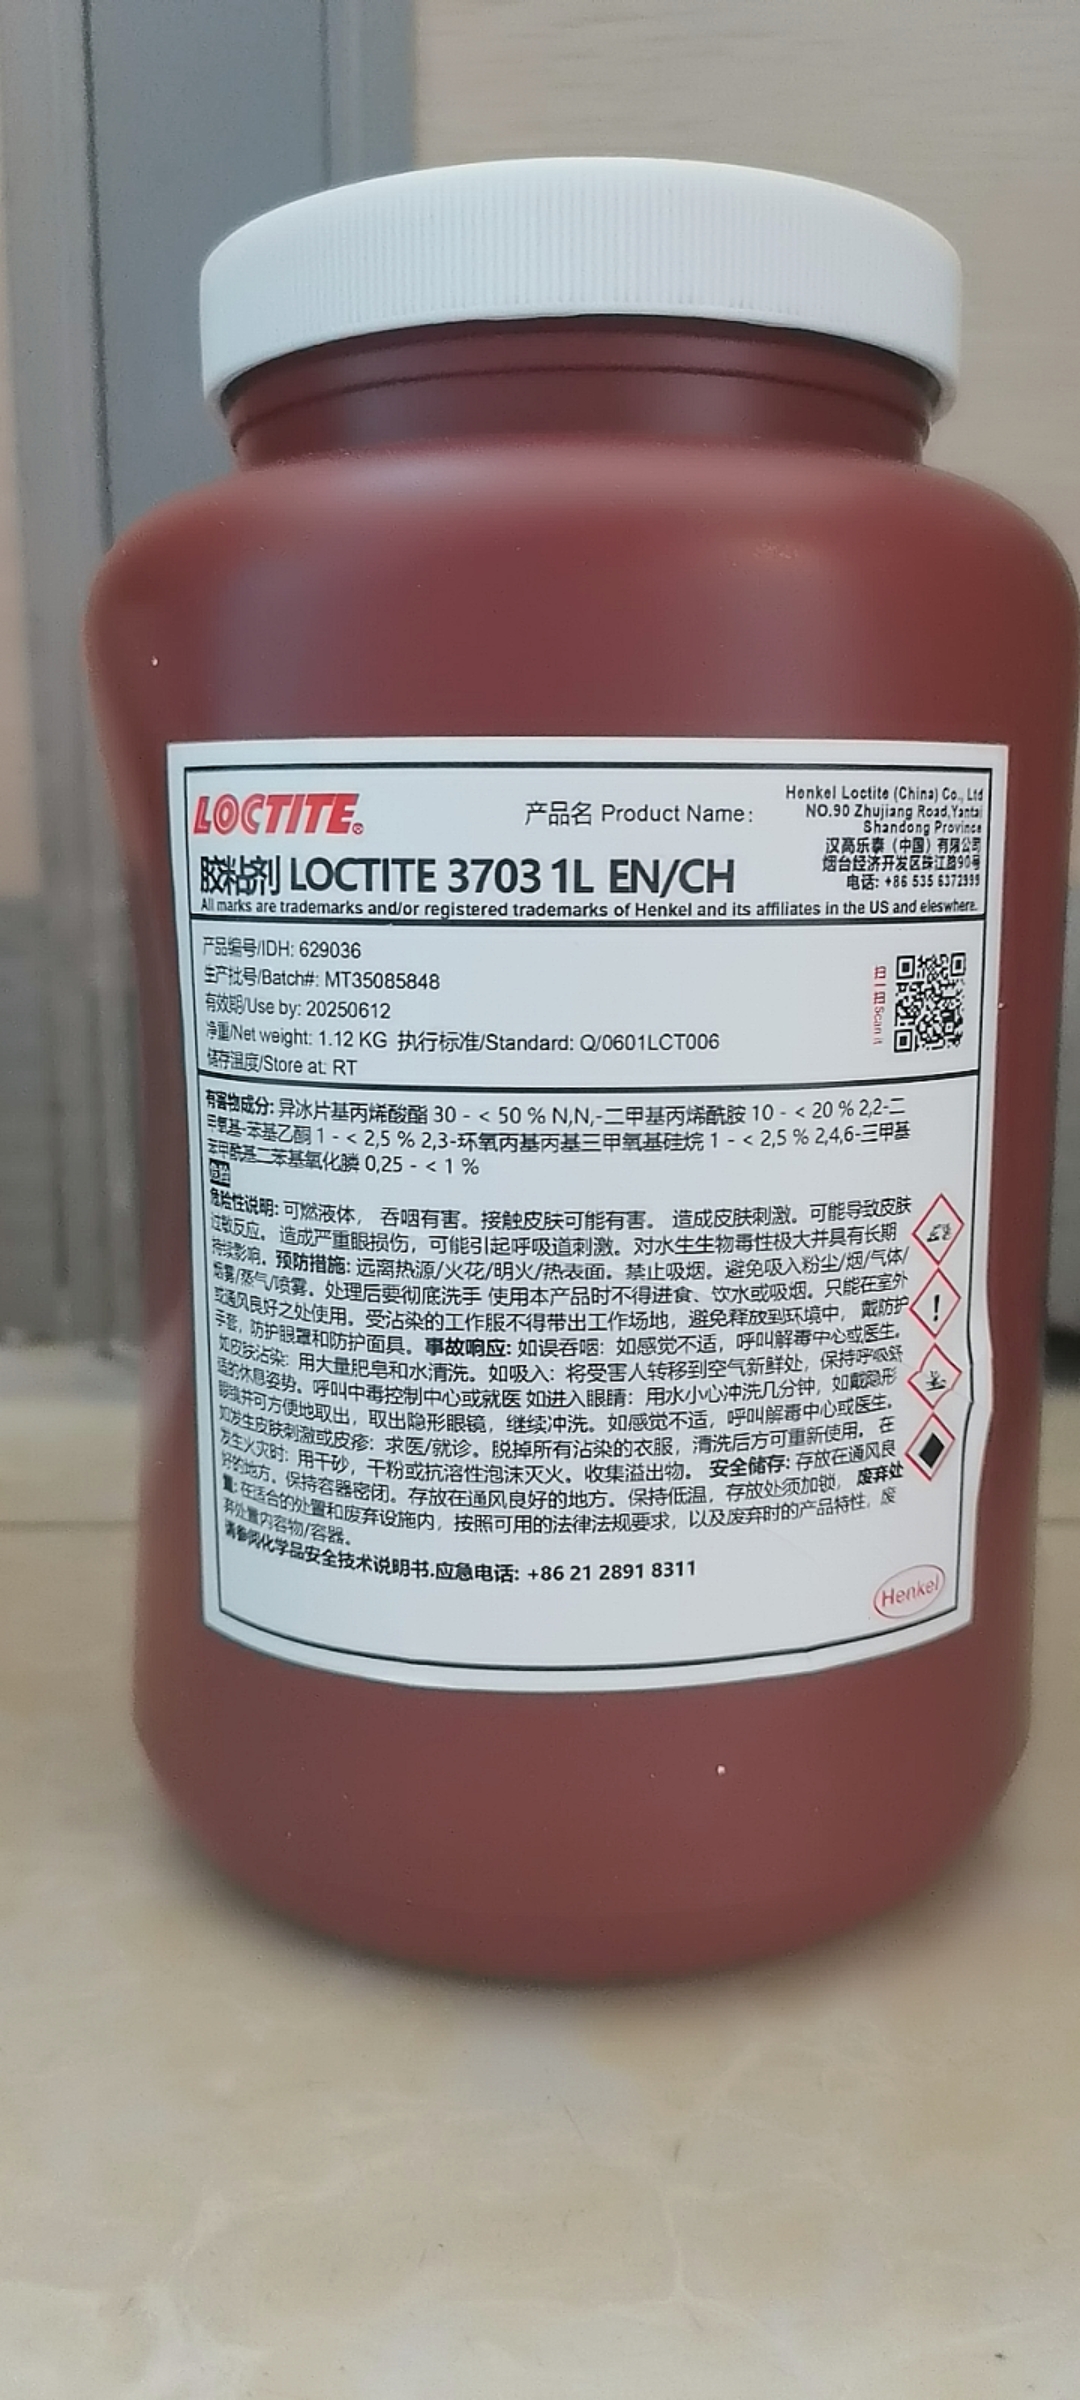 LOCTITE®
产品名 Product Name:
Henkel Loctite (China) Co., Ltd
NO.90 Zhujiang Road,Yantai
Shandong Province
汉高乐泰（中国）有限公司
烟台经济开发区珠江路90号
电话: +86 535 6372999
胶粘剂 LOCTITE 3703 1L EN/CH
All marks are trademarks and/or registered trademarks of Henkel and its affiliates in the US and eleswhere.
产品编号/IDH: 629036
生产批号/Batch#: MT35085848
有效期/Use by: 20250612
净重/Net weight: 1.12 KG 执行标准/Standard: Q/0601LCT006
储存温度/Store at: RT
扫一扫Scan it
有害物成分: 异冰片基丙烯酸酯 30 - < 50 % N,N,-二甲基丙烯酰胺 10 - < 20 % 2,2-二
甲氧基-苯基乙酮 1 - < 2,5 % 2,3-环氧丙基丙基三甲氧基硅烷 1 - < 2,5 % 2,4,6-三甲基
苯甲酰基二苯基氧化膦 0,25 - < 1 %
危险
危险性说明: 可燃液体， 吞咽有害。接触皮肤可能有害。 造成皮肤刺激。可能导致皮肤
过敏反应。 造成严重眼损伤，可能引起呼吸道刺激。对水生生物毒性极大并具有长期
持续影响。预防措施: 远离热源/火花/明火/热表面。禁止吸烟。避免吸入粉尘/烟/气体/
烟雾/蒸气/喷雾。处理后要彻底洗手 使用本产品时不得进食、饮水或吸烟。只能在室外
或通风良好之处使用。受沾染的工作服不得带出工作场地，避免释放到环境中， 戴防护
手套，防护眼罩和防护面具。事故响应: 如误吞咽：如感觉不适，呼叫解毒中心或医生。
如皮肤沾染：用大量肥皂和水清洗。如吸入：将受害人转移到空气新鲜处，保持呼吸舒
适的休息姿势。呼叫中毒控制中心或就医 如进入眼睛：用水小心冲洗几分钟，如戴隐形
眼镜并可方便地取出，取出隐形眼镜，继续冲洗。如感觉不适，呼叫解毒中心或医生。
如发生皮肤刺激或皮疹：求医/就诊。脱掉所有沾染的衣服，清洗后方可重新使用。 在
发生火灾时：用干砂，干粉或抗溶性泡沫灭火。收集溢出物。 安全储存: 存放在通风良
好的地方。保持容器密闭。存放在通风良好的地方。保持低温，存放处须加锁， 废弃处
置: 在适合的处置和废弃设施内，按照可用的法律法规要求，以及废弃时的产品特性，废
弃处置内容物/容器。
请参阅化学品安全技术说明书.应急电话: +86 21 2891 8311
Henkel